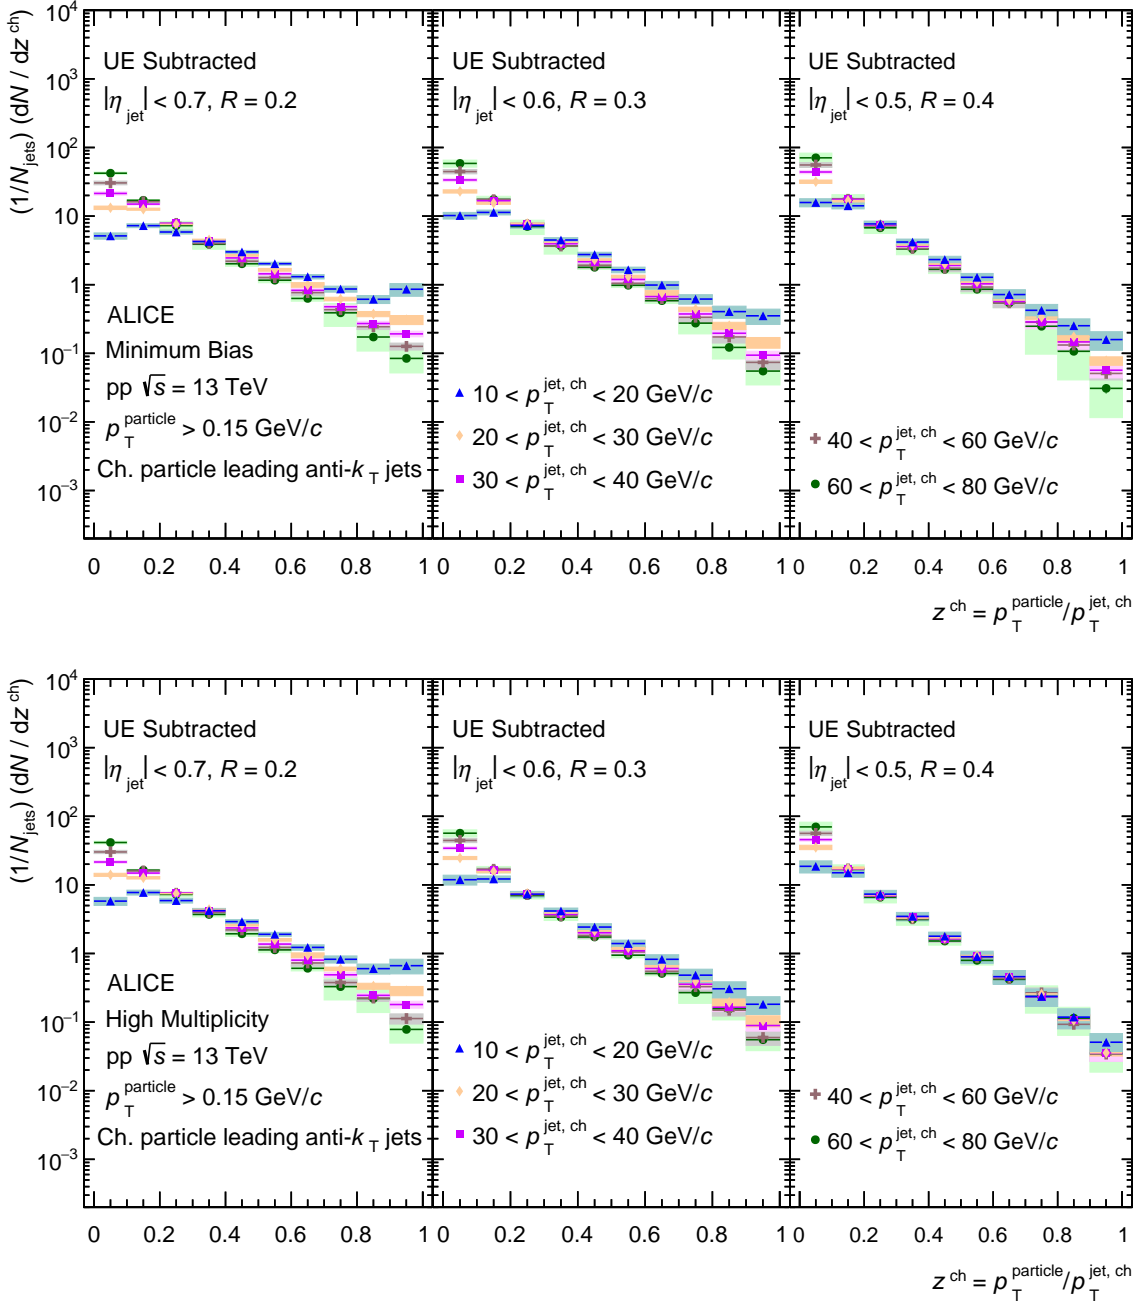 (1/N_jets) (dN / dz^ch)
10^4
10^3
10^2
10
1
10^−1
10^−2
10^−3
UE Subtracted
|η_jet| < 0.7, R = 0.2
ALICE
Minimum Bias
pp √s = 13 TeV
p_T^particle > 0.15 GeV/c
Ch. particle leading anti-k_T jets
UE Subtracted
|η_jet| < 0.6, R = 0.3
10 < p_T^jet, ch < 20 GeV/c
20 < p_T^jet, ch < 30 GeV/c
30 < p_T^jet, ch < 40 GeV/c
UE Subtracted
|η_jet| < 0.5, R = 0.4
40 < p_T^jet, ch < 60 GeV/c
60 < p_T^jet, ch < 80 GeV/c
0 0.2 0.4 0.6 0.8 1 0.2 0.4 0.6 0.8 1 0 0.2 0.4 0.6 0.8 1
z^ch = p_T^particle/p_T^jet, ch
(1/N_jets) (dN / dz^ch)
10^4
10^3
10^2
10
1
10^−1
10^−2
10^−3
UE Subtracted
|η_jet| < 0.7, R = 0.2
ALICE
High Multiplicity
pp √s = 13 TeV
p_T^particle > 0.15 GeV/c
Ch. particle leading anti-k_T jets
UE Subtracted
|η_jet| < 0.6, R = 0.3
10 < p_T^jet, ch < 20 GeV/c
20 < p_T^jet, ch < 30 GeV/c
30 < p_T^jet, ch < 40 GeV/c
UE Subtracted
|η_jet| < 0.5, R = 0.4
40 < p_T^jet, ch < 60 GeV/c
60 < p_T^jet, ch < 80 GeV/c
0 0.2 0.4 0.6 0.8 1 0.2 0.4 0.6 0.8 1 0 0.2 0.4 0.6 0.8 1
z^ch = p_T^particle/p_T^jet, ch